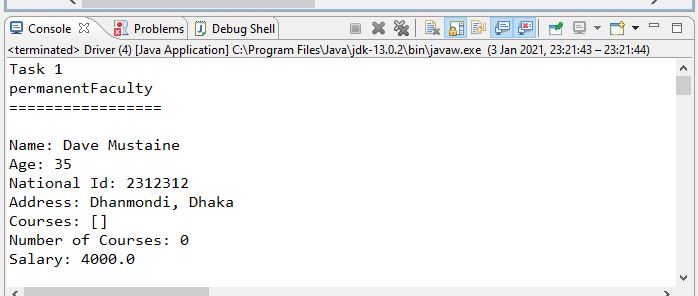 Console Problems Debug Shell
<terminated> Driver (4) [Java Application] C:\Program Files\Java\jdk-13.0.2\bin\javaw.exe (3 Jan 2021, 23:21:43 – 23:21:44)
Task 1
permanentFaculty
=================
Name: Dave Mustaine
Age: 35
National Id: 2312312
Address: Dhanmondi, Dhaka
Courses: []
Number of Courses: 0
Salary: 4000.0